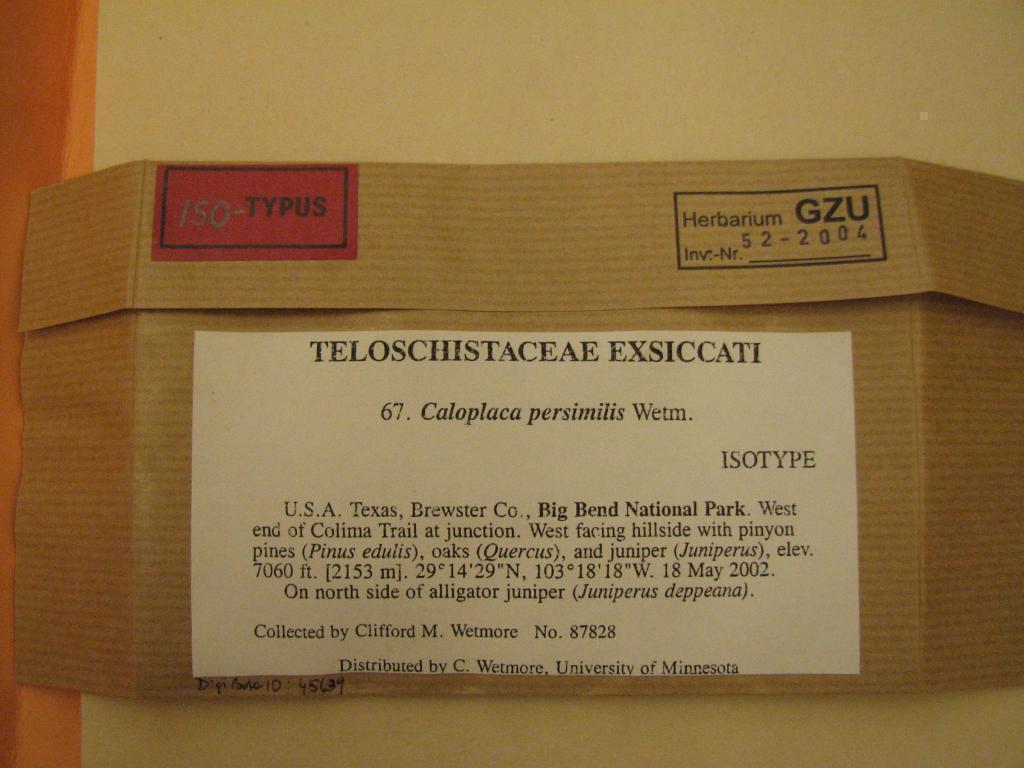 ISO-TYPUS
Herbarium GZU
Inv.-Nr. 52-2004
TELOSCHISTACEAE EXSICCATI
67. Caloplaca persimilis Wetm.
ISOTYPE
U.S.A. Texas, Brewster Co., Big Bend National Park. West
end of Colima Trail at junction. West facing hillside with pinyon
pines (Pinus edulis), oaks (Quercus), and juniper (Juniperus), elev.
7060 ft. [2153 m]. 29°14'29"N, 103°18'18"W. 18 May 2002.
On north side of alligator juniper (Juniperus deppeana).
Collected by Clifford M. Wetmore No. 87828
Distributed by C. Wetmore, University of Minnesota
DigiBase ID: 45639